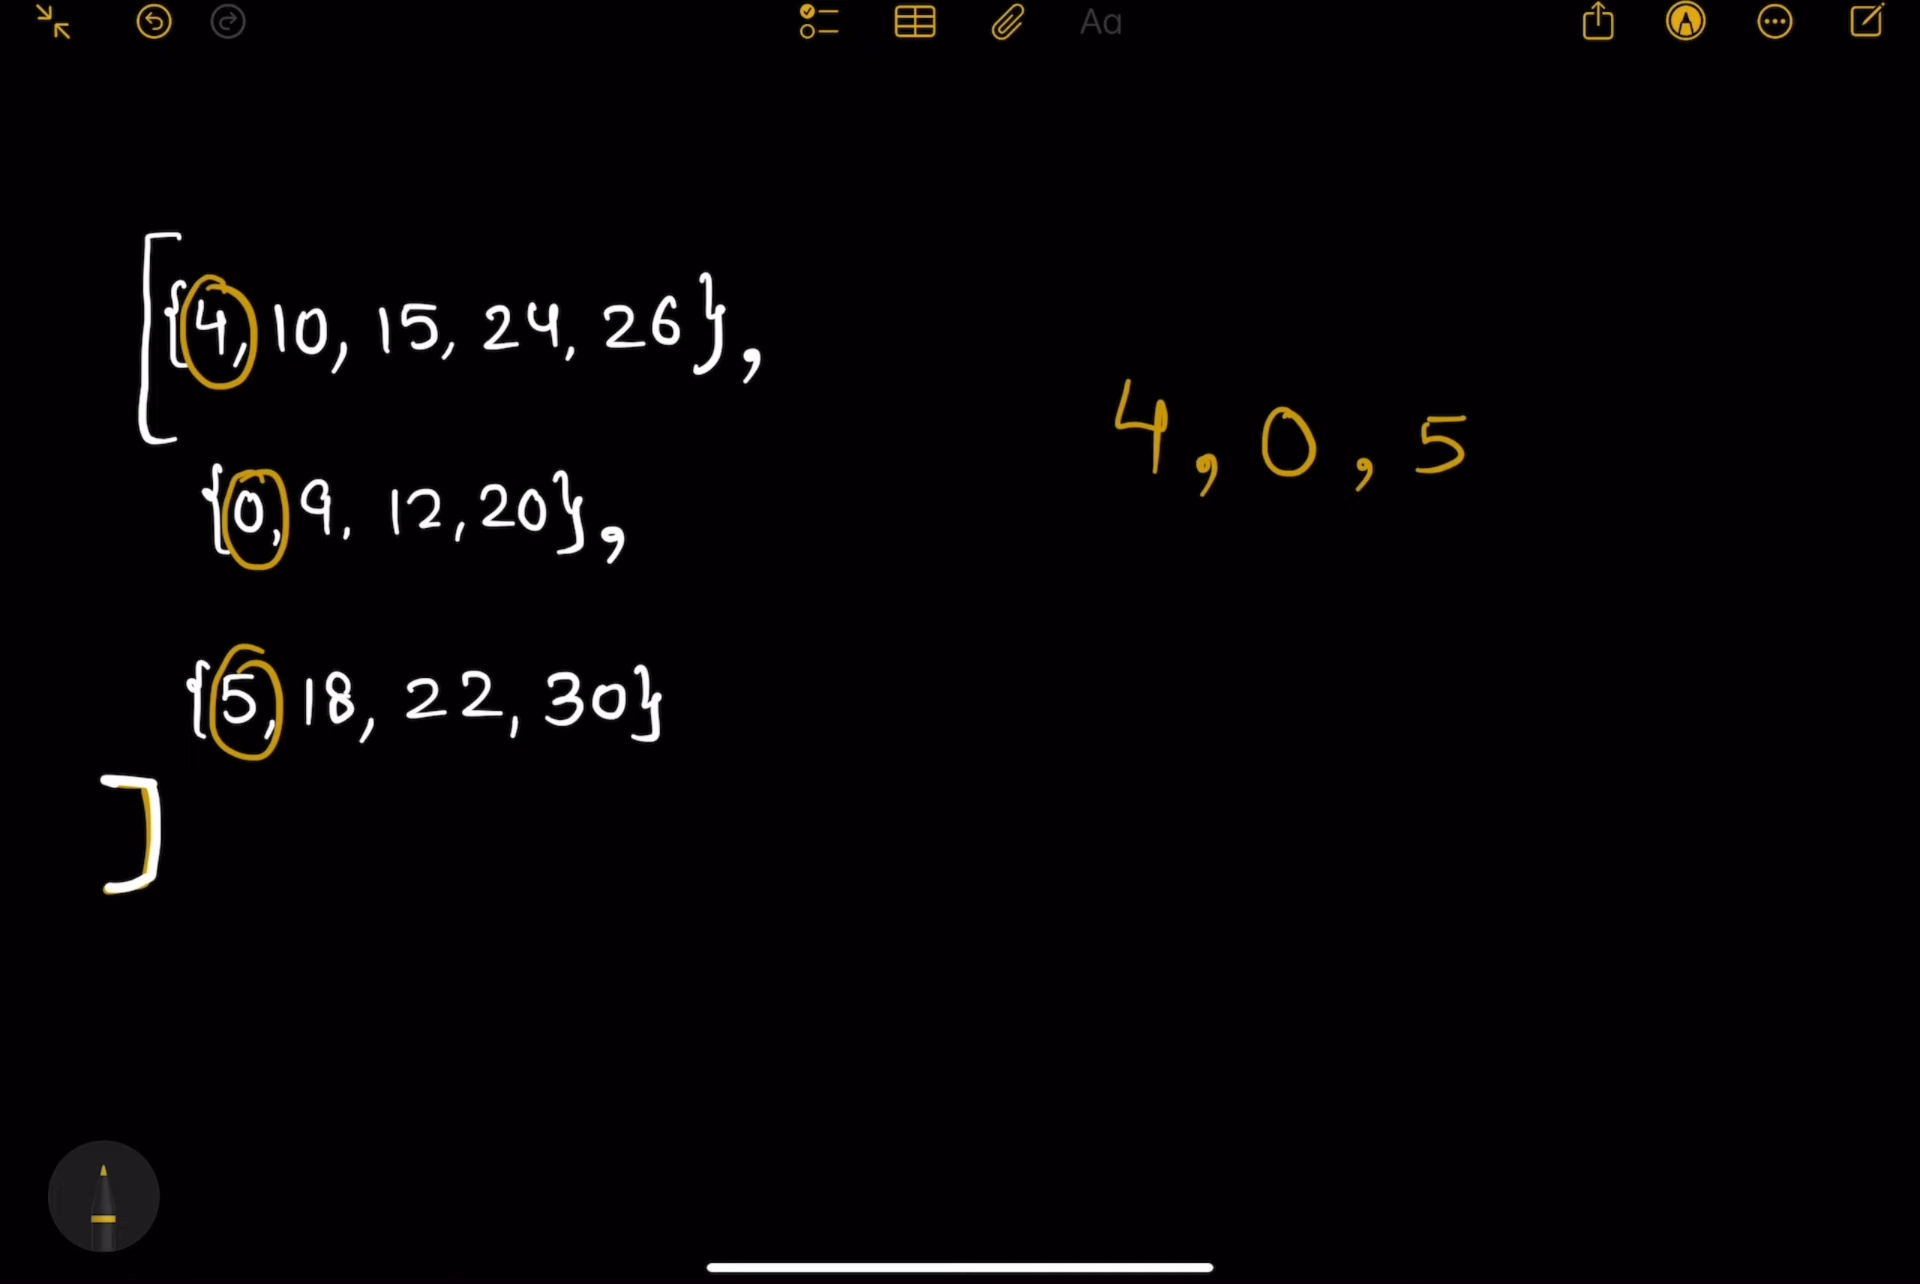 Aa
[{4, 10, 15, 24, 26},
4, 0, 5
{0, 9, 12, 20},
{5, 18, 22, 30}
]